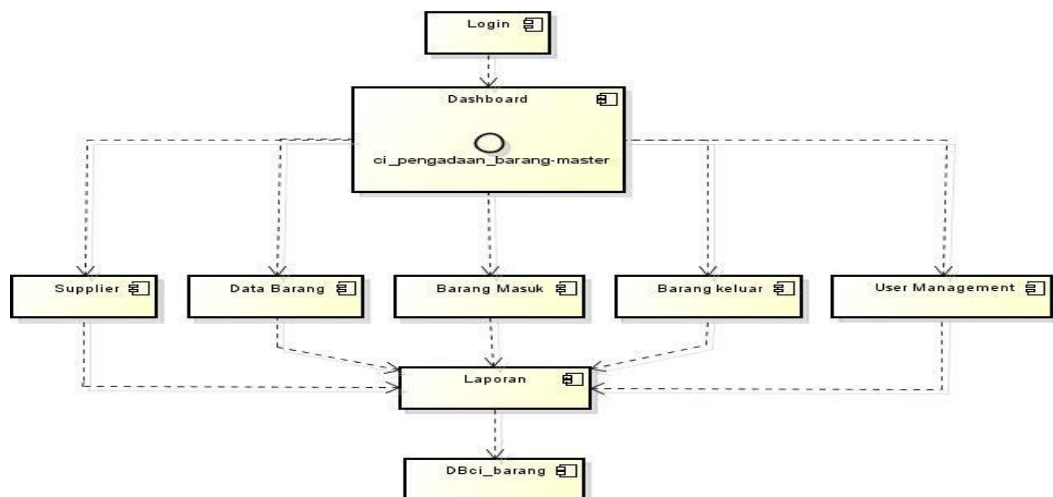 Login
Dashboard
ci_pengadaan_barang-master
Supplier
Data Barang
Barang Masuk
Barang keluar
User Management
Laporan
DBci_barang